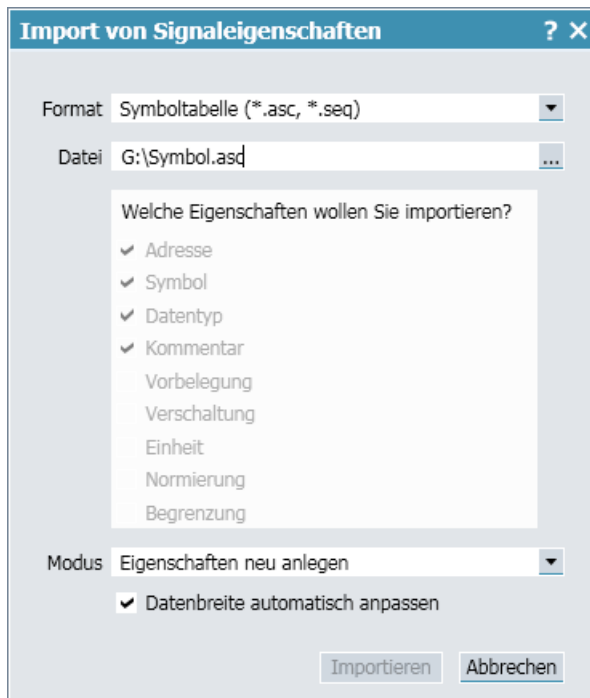 Import von Signaleigenschaften ? ×
Format Symboltabelle (*.asc, *.seq)
Datei G:\Symbol.asc ...
Welche Eigenschaften wollen Sie importieren?
Adresse
Symbol
Datentyp
Kommentar
Vorbelegung
Verschaltung
Einheit
Normierung
Begrenzung
Modus Eigenschaften neu anlegen
Datenbreite automatisch anpassen
Importieren Abbrechen